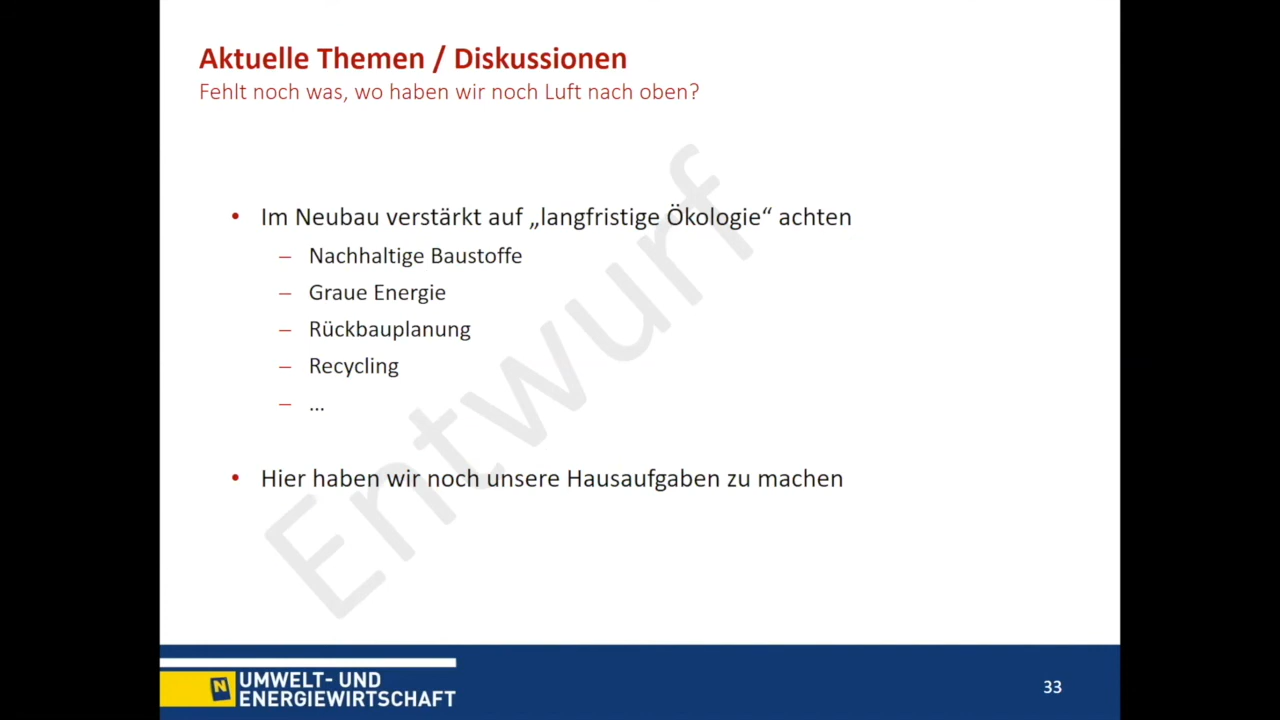 Aktuelle Themen / Diskussionen
Fehlt noch was, wo haben wir noch Luft nach oben?
• Im Neubau verstärkt auf „langfristige Ökologie“ achten
– Nachhaltige Baustoffe
– Graue Energie
– Rückbauplanung
– Recycling
– ...
• Hier haben wir noch unsere Hausaufgaben zu machen
Entwurf
N
UMWELT- UND
ENERGIEWIRTSCHAFT
33